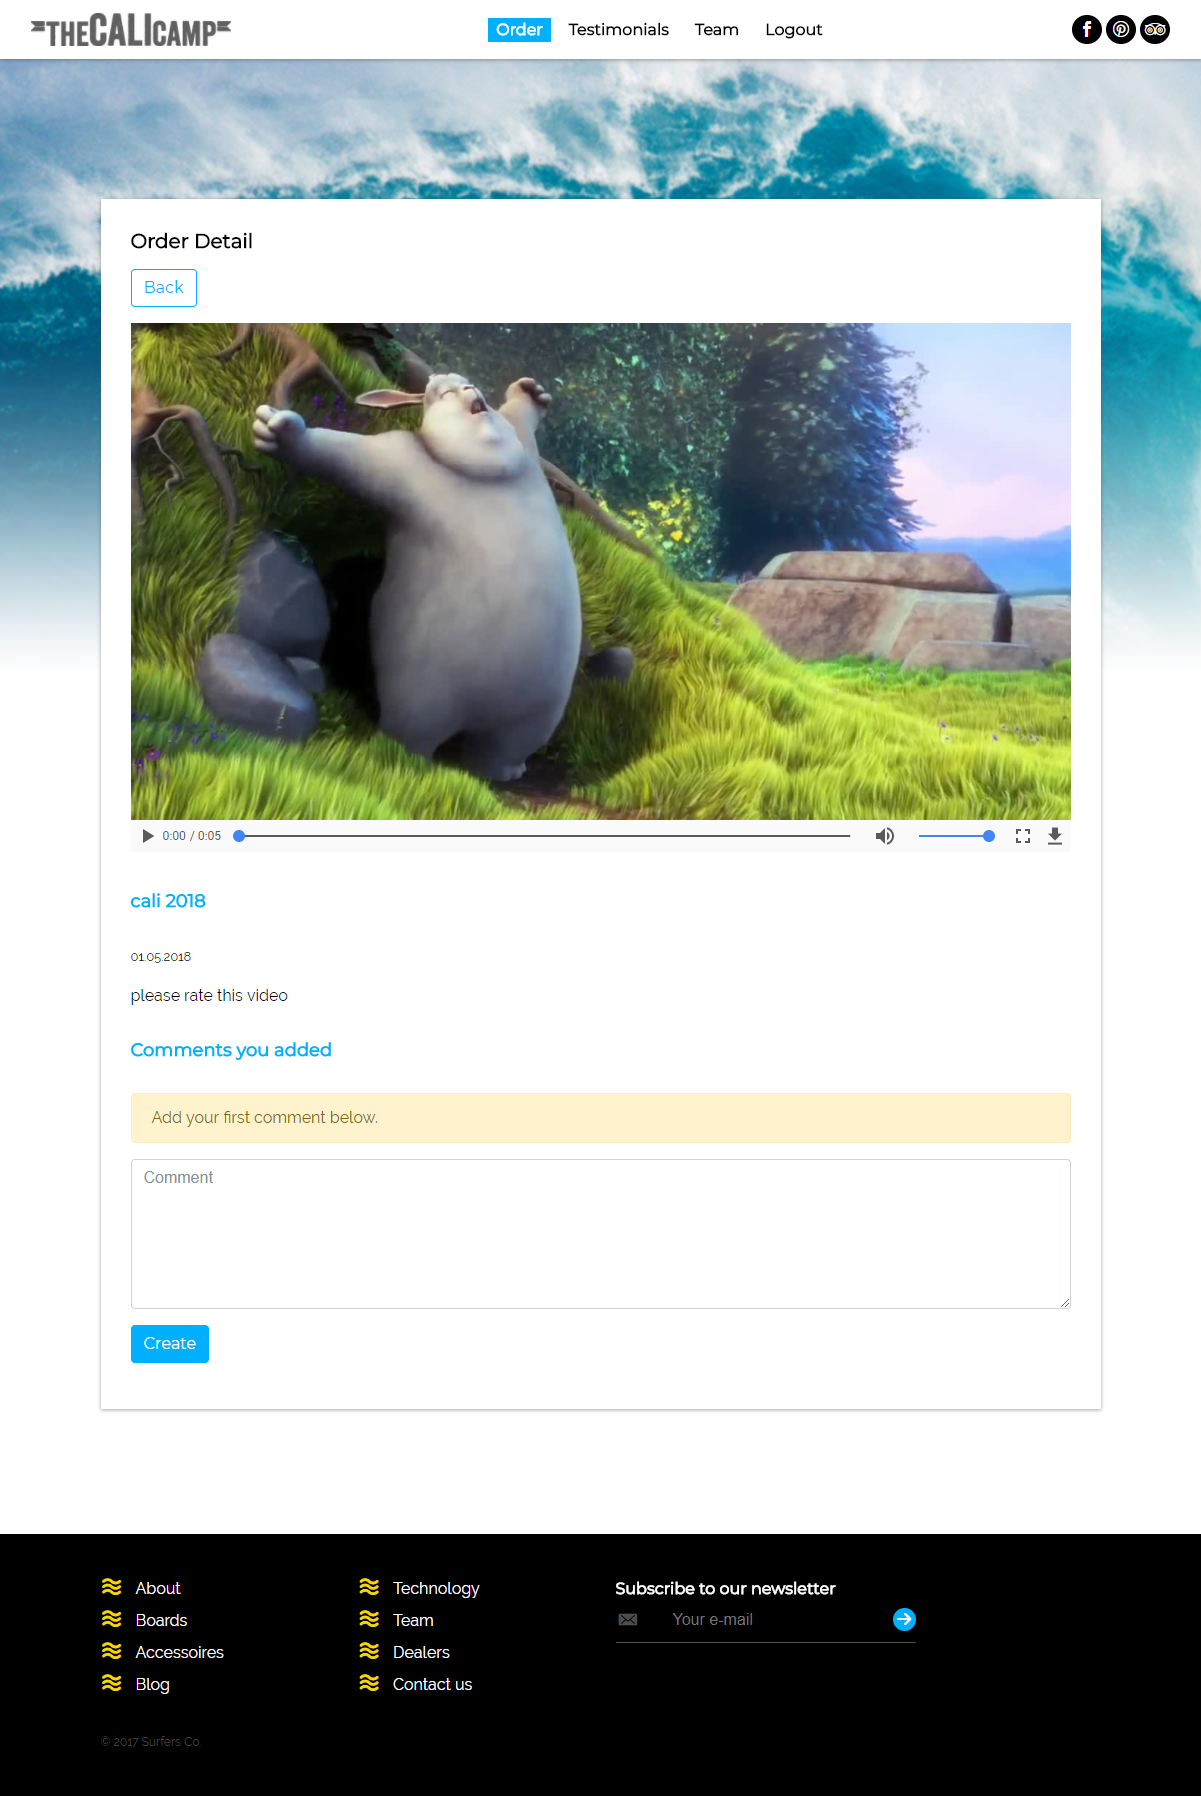 THECALICAMP
Order Testimonials Team Logout
Order Detail
Back
0:00 / 0:05
cali 2018
01.05.2018
please rate this video
Comments you added
Add your first comment below.
Comment
Create
About Technology Subscribe to our newsletter
Boards Team Your e-mail
Accessoires Dealers
Blog Contact us
© 2017 Surfers Co.